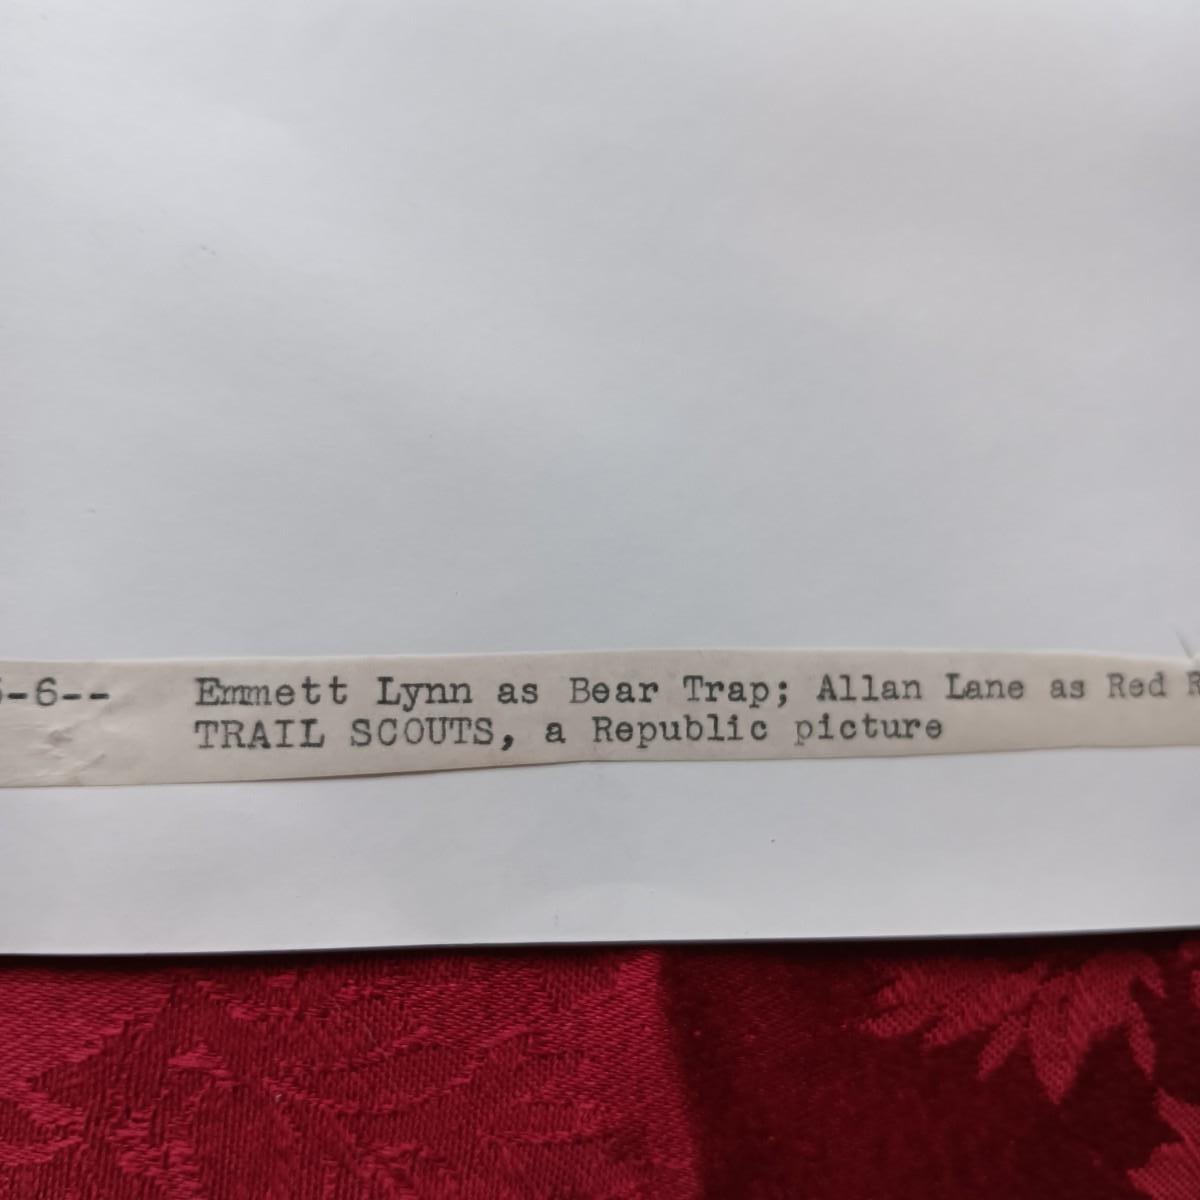 -6-- Emmett Lynn as Bear Trap; Allan Lane as Red
TRAIL SCOUTS, a Republic picture